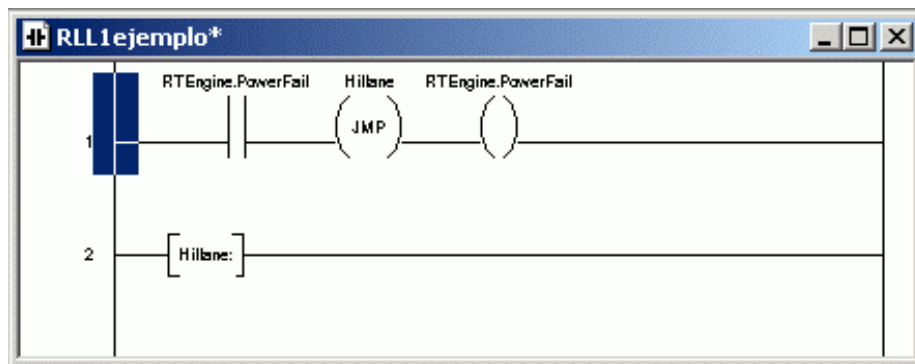 RLL1ejemplo*
RTEngine.PowerFail Hillane RTEngine.PowerFail
JMP
1
2 Hillane: